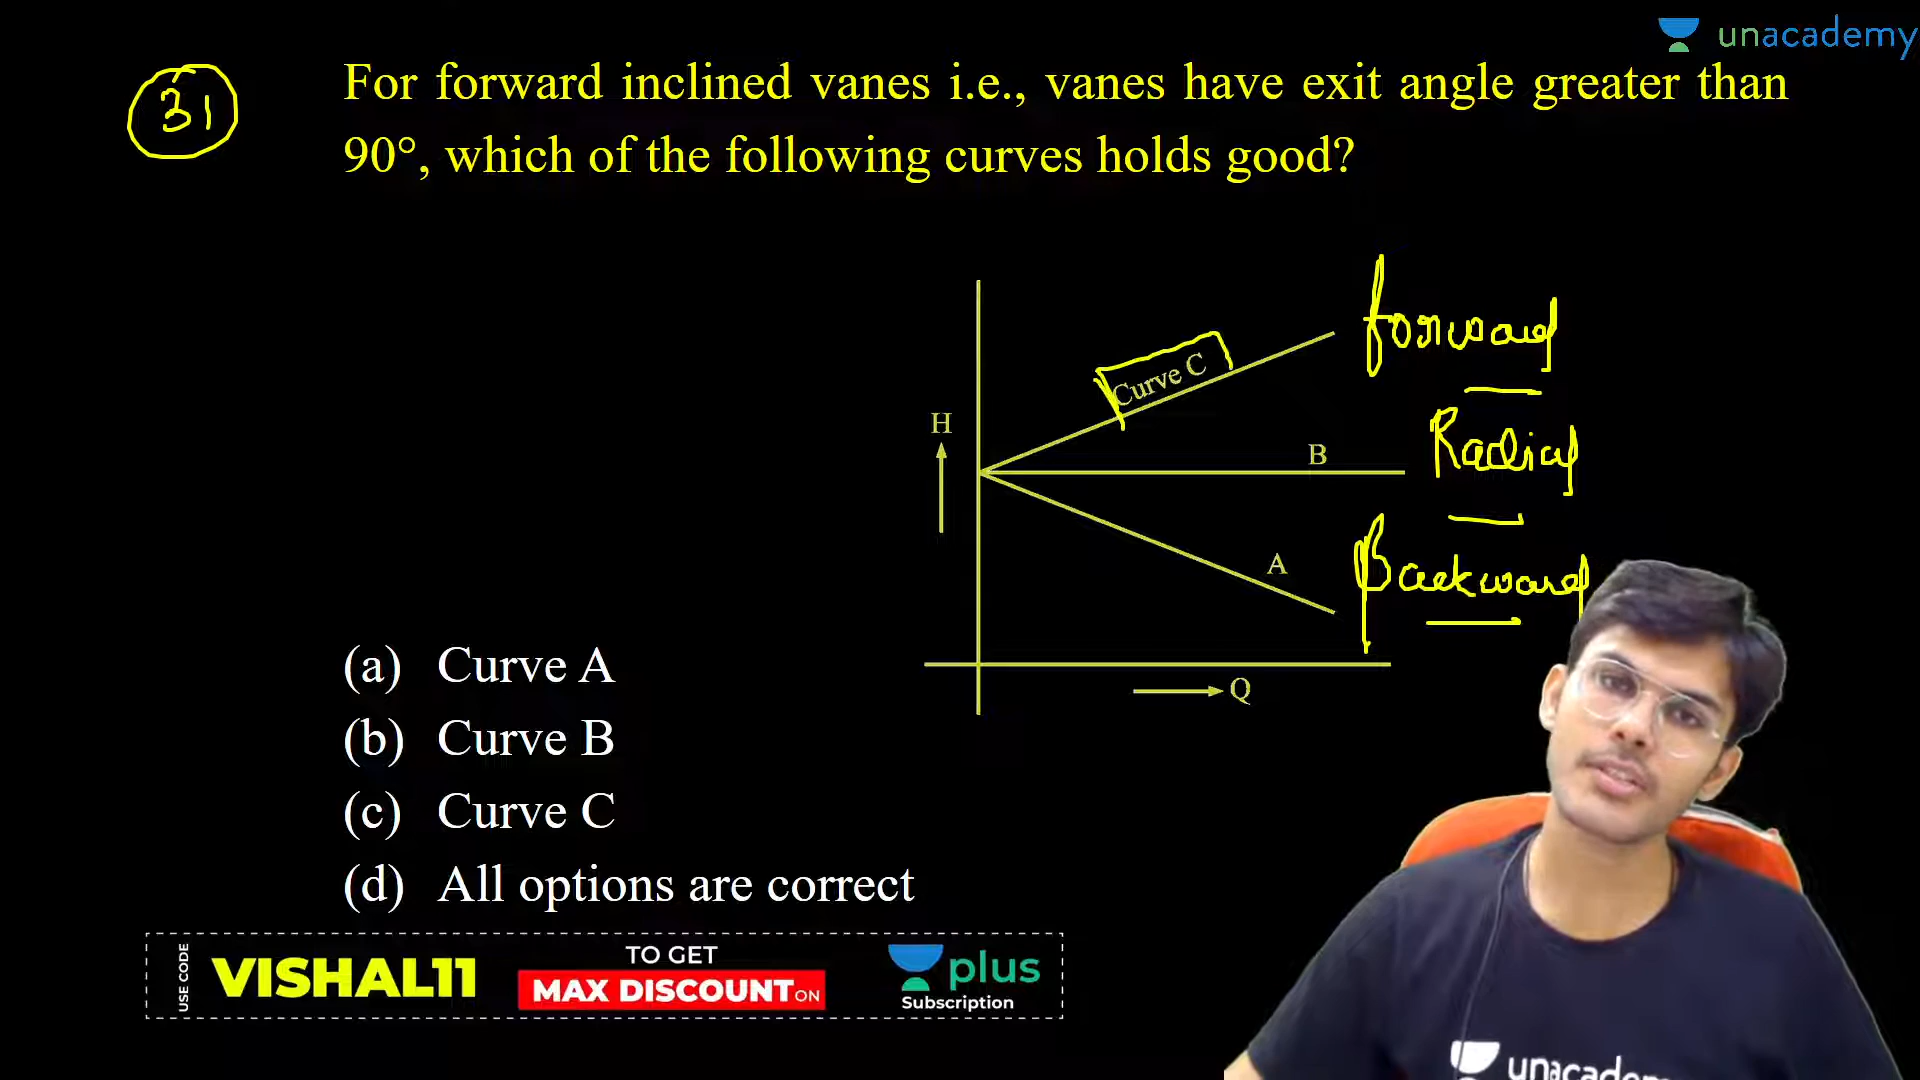 unacademy
31
For forward inclined vanes i.e., vanes have exit angle greater than
90°, which of the following curves holds good?
forward
Curve C
H
B
Radial
A
Backward
Q
(a) Curve A
(b) Curve B
(c) Curve C
(d) All options are correct
USE CODE
VISHAL11
TO GET
MAX DISCOUNT ON
plus
Subscription
unacadem